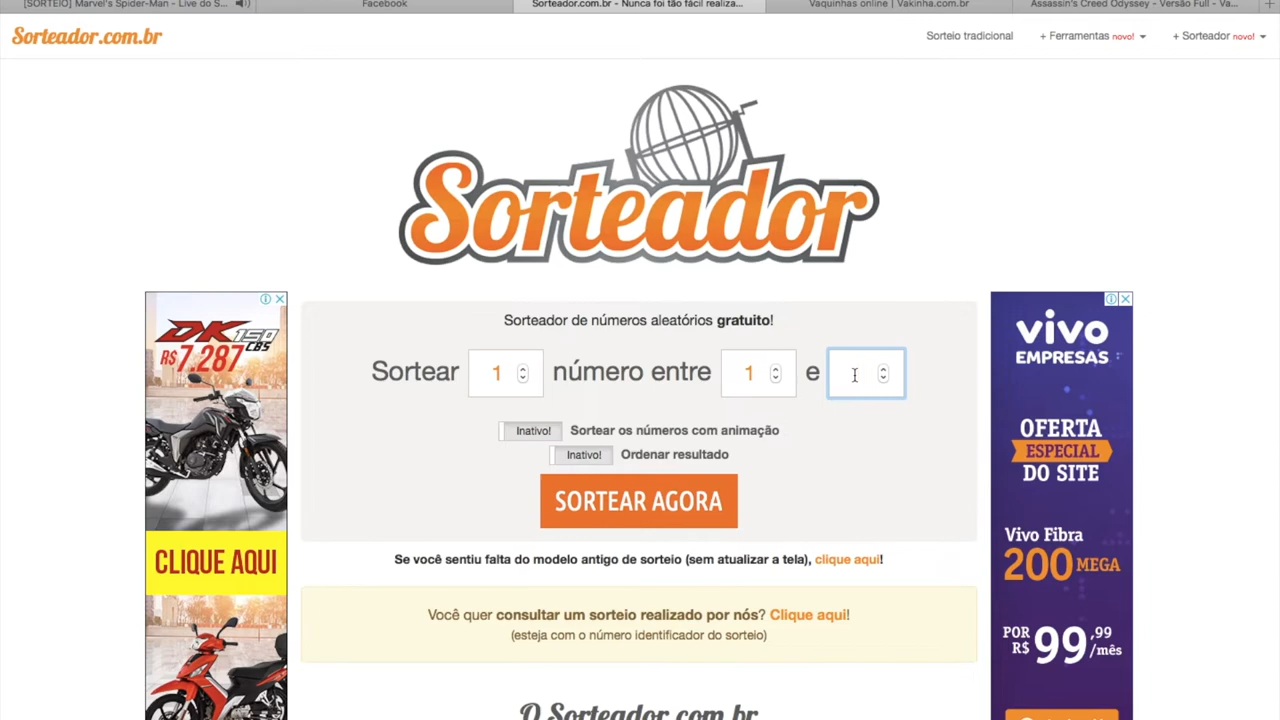 [SORTEIO] Marvel's Spider-Man - Live do S...
Facebook
Sorteador.com.br - Nunca foi tão fácil realiza...
Vaquinhas online | Vakinha.com.br
Assassin's Creed Odyssey - Versão Full - Va...
Sorteador.com.br
Sorteio tradicional
+ Ferramentas novo!
+ Sorteador novo!
Sorteador
DK 150
CBS
R$7.287
CLIQUE AQUI
Sorteador de números aleatórios gratuito!
Sortear 1 número entre 1 e
Inativo! Sortear os números com animação
Inativo! Ordenar resultado
SORTEAR AGORA
Se você sentiu falta do modelo antigo de sorteio (sem atualizar a tela), clique aqui!
Você quer consultar um sorteio realizado por nós? Clique aqui!
(esteja com o número identificador do sorteio)
O Sorteador.com.br
vivo
EMPRESAS
OFERTA
ESPECIAL
DO SITE
Vivo Fibra
200 MEGA
POR
R$ 99,99
/mês